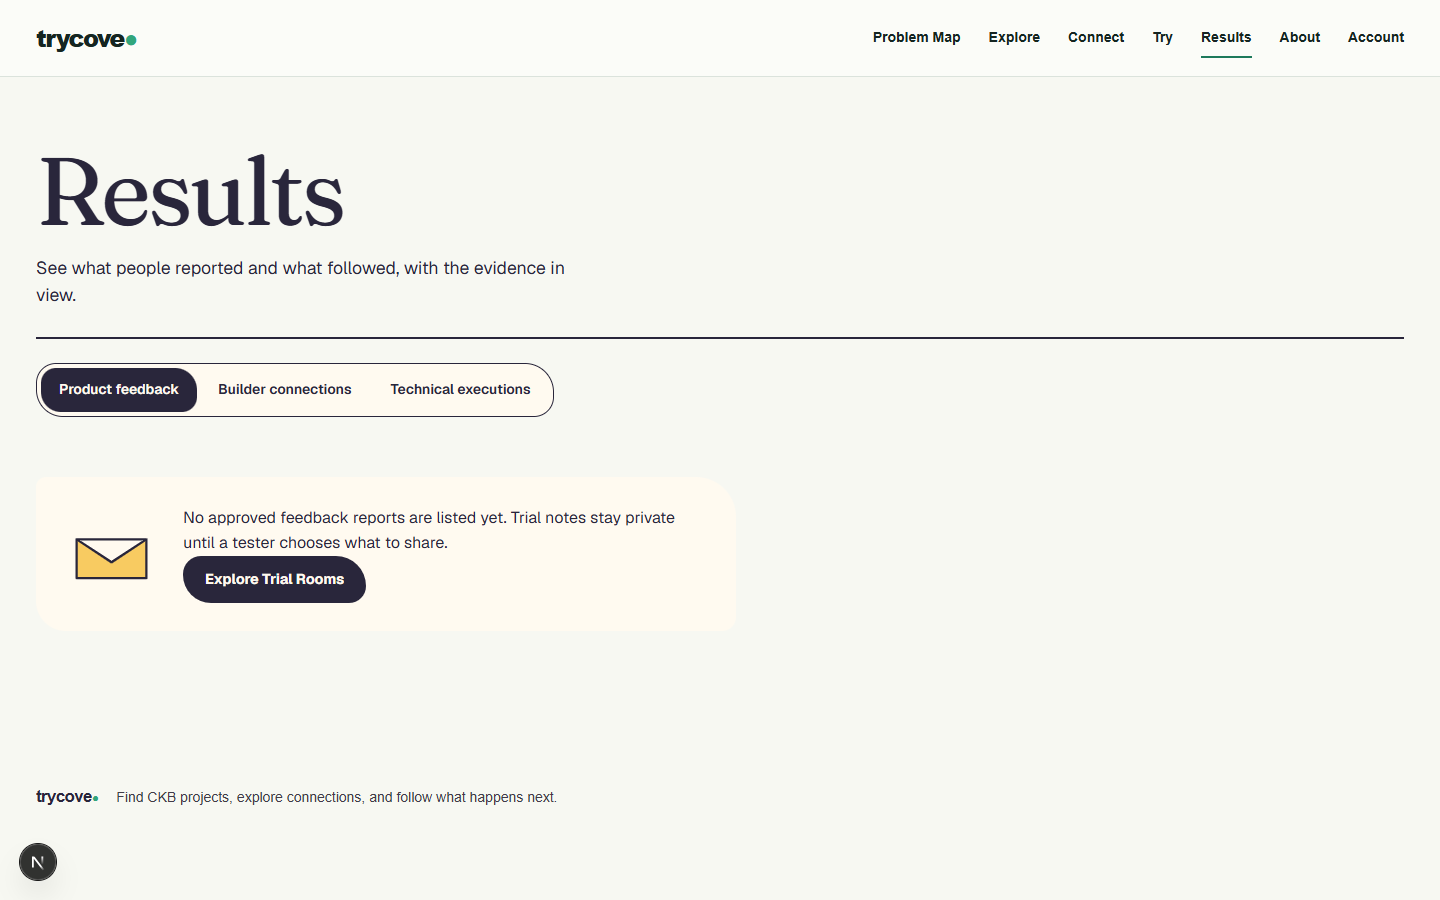 trycove
Problem Map Explore Connect Try Results About Account
Results
See what people reported and what followed, with the evidence in
view.
Product feedback Builder connections Technical executions
No approved feedback reports are listed yet. Trial notes stay private
until a tester chooses what to share.
Explore Trial Rooms
trycove Find CKB projects, explore connections, and follow what happens next.
N